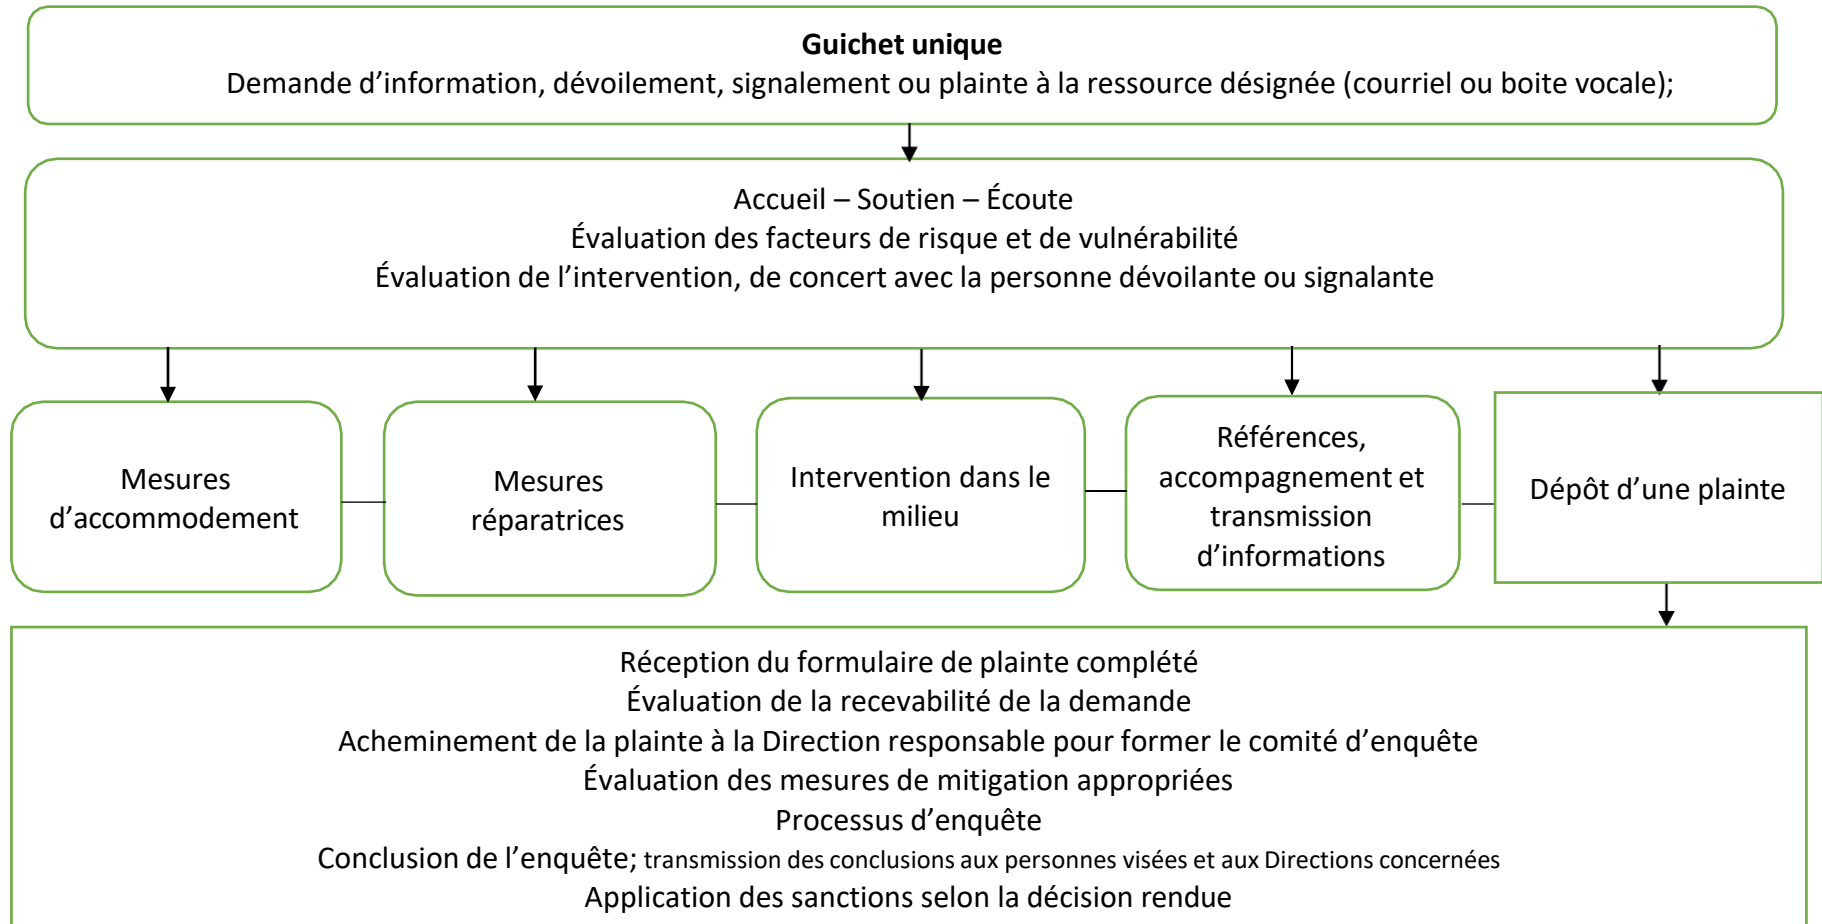 Guichet unique
Demande d’information, dévoilement, signalement ou plainte à la ressource désignée (courriel ou boite vocale);
Accueil – Soutien – Écoute
Évaluation des facteurs de risque et de vulnérabilité
Évaluation de l’intervention, de concert avec la personne dévoilante ou signalante
Mesures
d’accommodement
Mesures
réparatrices
Intervention dans le
milieu
Références,
accompagnement et
transmission
d’informations
Dépôt d’une plainte
Réception du formulaire de plainte complété
Évaluation de la recevabilité de la demande
Acheminement de la plainte à la Direction responsable pour former le comité d’enquête
Évaluation des mesures de mitigation appropriées
Processus d’enquête
Conclusion de l’enquête; transmission des conclusions aux personnes visées et aux Directions concernées
Application des sanctions selon la décision rendue